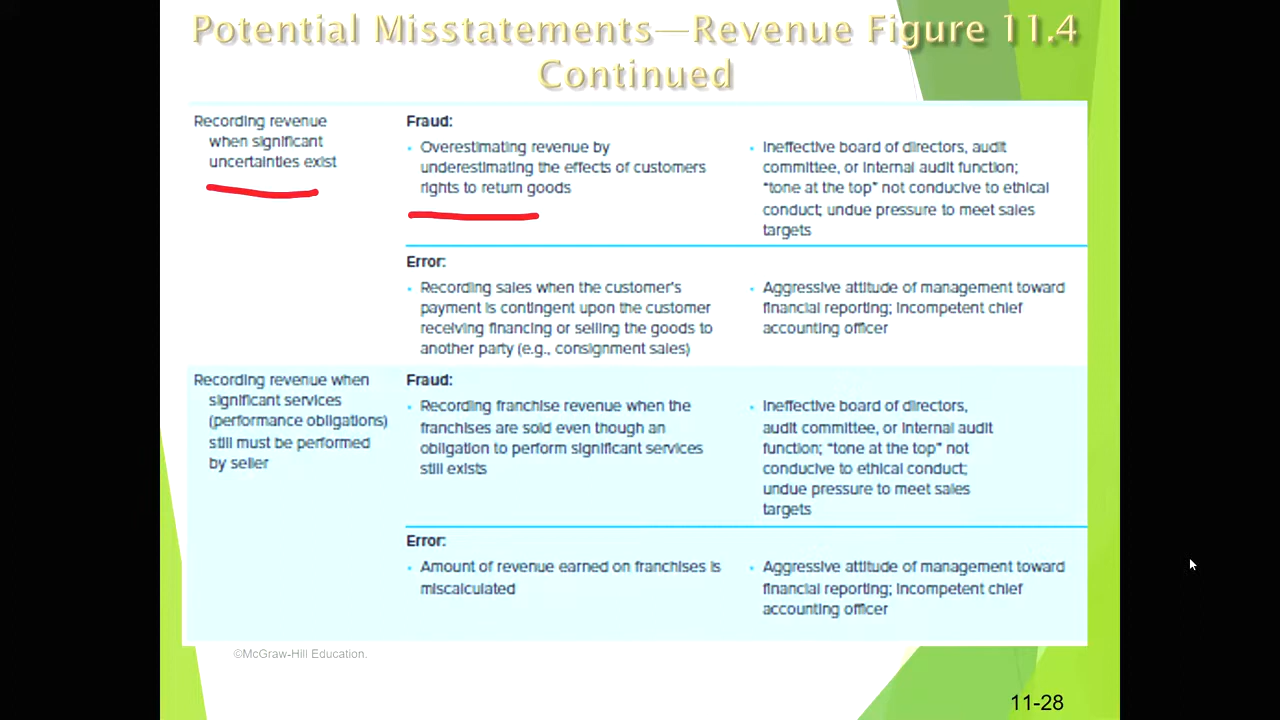 Potential Misstatements—Revenue Figure 11.4
Continued
Recording revenue
when significant
uncertainties exist
Fraud:
• Overestimating revenue by
underestimating the effects of customers
rights to return goods
• Ineffective board of directors, audit
committee, or internal audit function;
“tone at the top” not conducive to ethical
conduct; undue pressure to meet sales
targets
Error:
• Recording sales when the customer's
payment is contingent upon the customer
receiving financing or selling the goods to
another party (e.g., consignment sales)
• Aggressive attitude of management toward
financial reporting; incompetent chief
accounting officer
Recording revenue when
significant services
(performance obligations)
still must be performed
by seller
Fraud:
• Recording franchise revenue when the
franchises are sold even though an
obligation to perform significant services
still exists
• Ineffective board of directors,
audit committee, or internal audit
function; “tone at the top” not
conducive to ethical conduct;
undue pressure to meet sales
targets
Error:
• Amount of revenue earned on franchises is
miscalculated
• Aggressive attitude of management toward
financial reporting; incompetent chief
accounting officer
©McGraw-Hill Education.
11-28